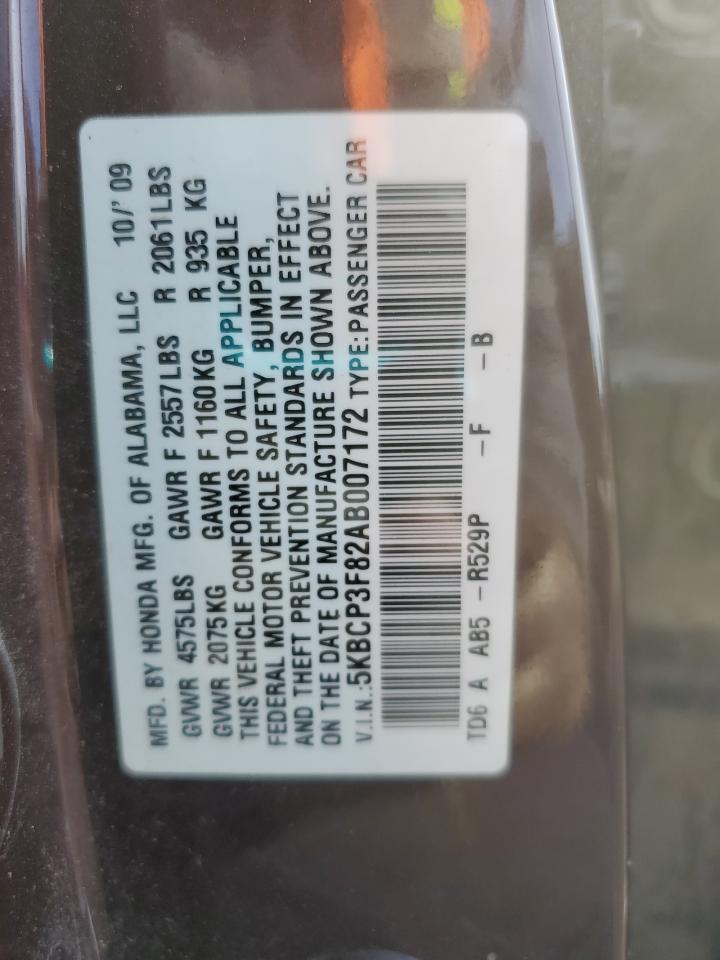 MFD. BY HONDA MFG. OF ALABAMA, LLC 10/'09
GVWR 4575LBS GAWR F 2557LBS R 2061LBS
GVWR 2075KG GAWR F 1160KG R 935 KG
THIS VEHICLE CONFORMS TO ALL APPLICABLE
FEDERAL MOTOR VEHICLE SAFETY, BUMPER,
AND THEFT PREVENTION STANDARDS IN EFFECT
ON THE DATE OF MANUFACTURE SHOWN ABOVE.
V.I.N.:5KBCP3F82AB007172 TYPE:PASSENGER CAR
TD6 A AB5 -R529P -F -B